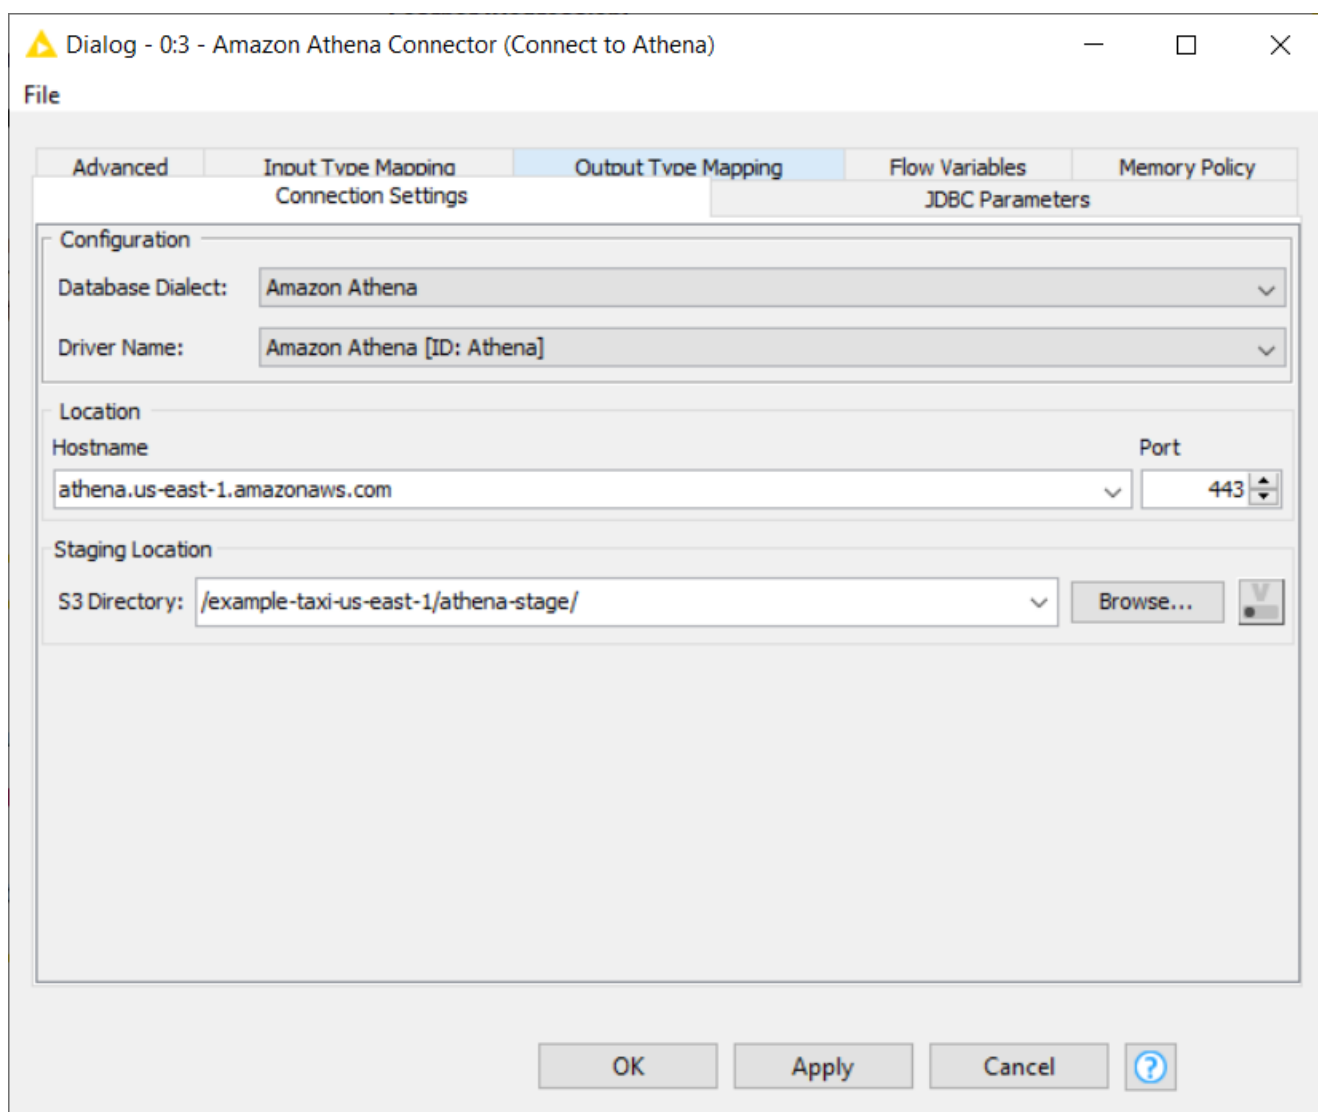 Dialog - 0:3 - Amazon Athena Connector (Connect to Athena)
File
Advanced Input Type Mapping Output Type Mapping Flow Variables Memory Policy
Connection Settings JDBC Parameters
Configuration
Database Dialect: Amazon Athena
Driver Name: Amazon Athena [ID: Athena]
Location
Hostname Port
athena.us-east-1.amazonaws.com 443
Staging Location
S3 Directory: /example-taxi-us-east-1/athena-stage/ Browse... V
OK Apply Cancel ?